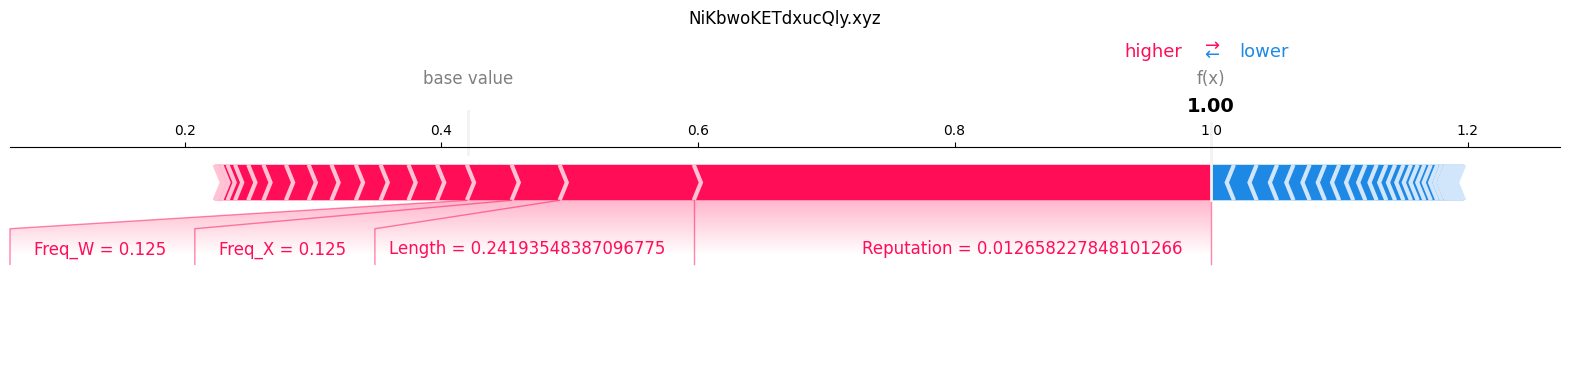 NiKbwoKETdxucQly.xyz
higher ⇄ lower
base value
f(x)
1.00
0.2 0.4 0.6 0.8 1.0 1.2
Freq_W = 0.125
Freq_X = 0.125
Length = 0.24193548387096775
Reputation = 0.012658227848101266